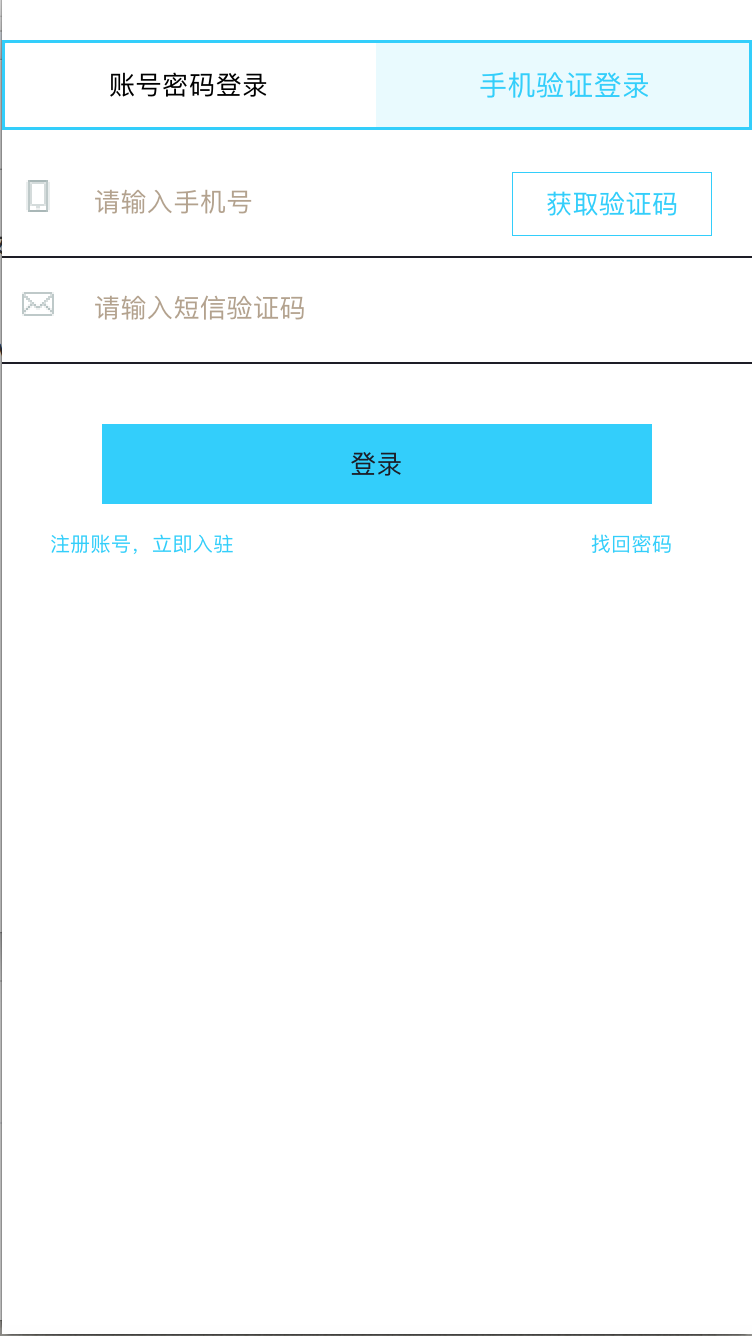 账号密码登录
手机验证登录
请输入手机号
获取验证码
请输入短信验证码
登录
注册账号，立即入驻
找回密码